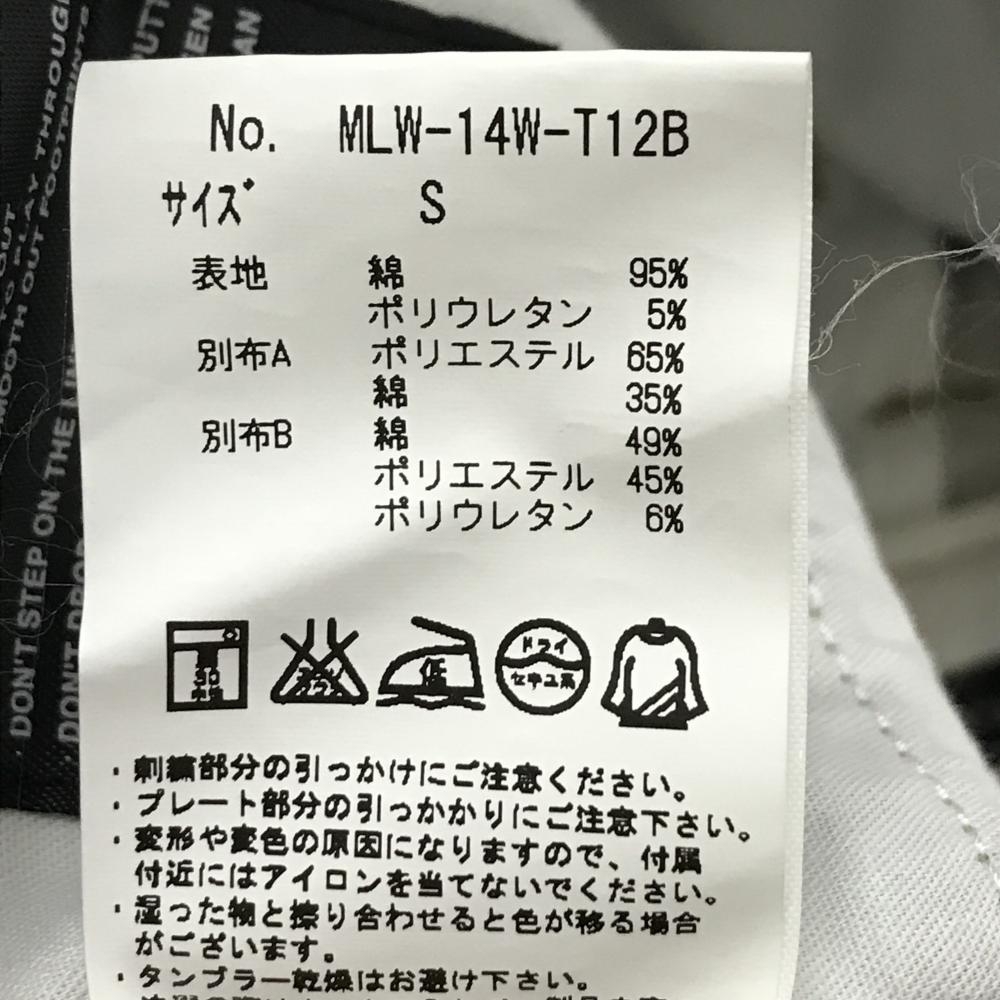 No. MLW-14W-T12B
サイズ S
表地 綿 95%
ポリウレタン 5%
別布A ポリエステル 65%
綿 35%
別布B 綿 49%
ポリエステル 45%
ポリウレタン 6%
30
低
ドライ
セキユ系
・刺繍部分の引っかけにご注意ください。
・プレート部分の引っかかりにご注意下さい。
・変形や変色の原因になりますので、付属
付近にはアイロンを当てないでください。
・湿った物と擦り合わせると色が移る場合
がございます。
・タンブラー乾燥はお避け下さい。
DON'T STEP ON THE
SMOOTH OUT FOOTPRINTS
PLAY THROUGH
OUT